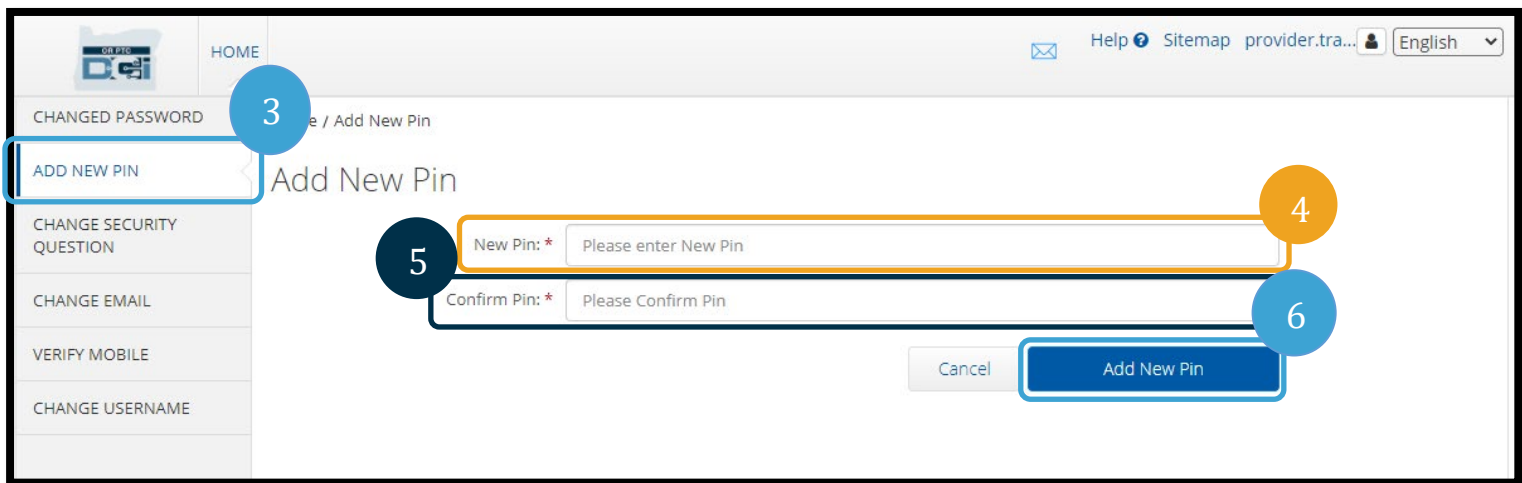 OR PTC
DCi
HOME
Help Sitemap provider.tra... English
CHANGED PASSWORD
3
e / Add New Pin
ADD NEW PIN
Add New Pin
4
CHANGE SECURITY
QUESTION
5
New Pin: * Please enter New Pin
CHANGE EMAIL
Confirm Pin: * Please Confirm Pin
6
VERIFY MOBILE
Cancel
Add New Pin
CHANGE USERNAME